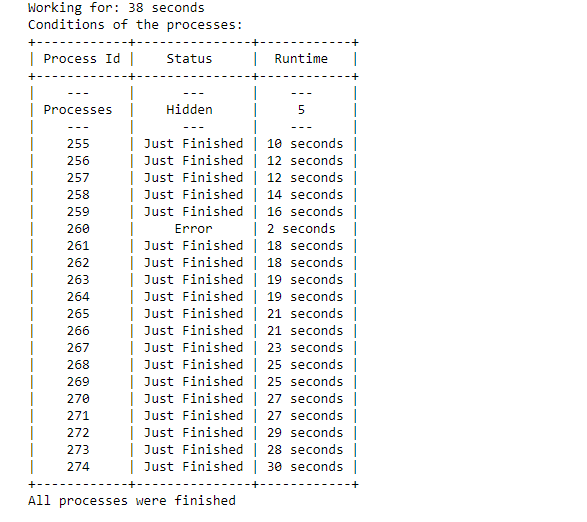 Working for: 38 seconds
Conditions of the processes:
+------------+---------------+------------+
| Process Id |    Status     |  Runtime   |
+------------+---------------+------------+
|    ---     |      ---      |    ---     |
| Processes  |    Hidden     |     5      |
|    ---     |      ---      |    ---     |
|    255     | Just Finished | 10 seconds |
|    256     | Just Finished | 12 seconds |
|    257     | Just Finished | 12 seconds |
|    258     | Just Finished | 14 seconds |
|    259     | Just Finished | 16 seconds |
|    260     |     Error     | 2 seconds  |
|    261     | Just Finished | 18 seconds |
|    262     | Just Finished | 18 seconds |
|    263     | Just Finished | 19 seconds |
|    264     | Just Finished | 19 seconds |
|    265     | Just Finished | 21 seconds |
|    266     | Just Finished | 21 seconds |
|    267     | Just Finished | 23 seconds |
|    268     | Just Finished | 25 seconds |
|    269     | Just Finished | 25 seconds |
|    270     | Just Finished | 27 seconds |
|    271     | Just Finished | 27 seconds |
|    272     | Just Finished | 29 seconds |
|    273     | Just Finished | 28 seconds |
|    274     | Just Finished | 30 seconds |
+------------+---------------+------------+
All processes were finished